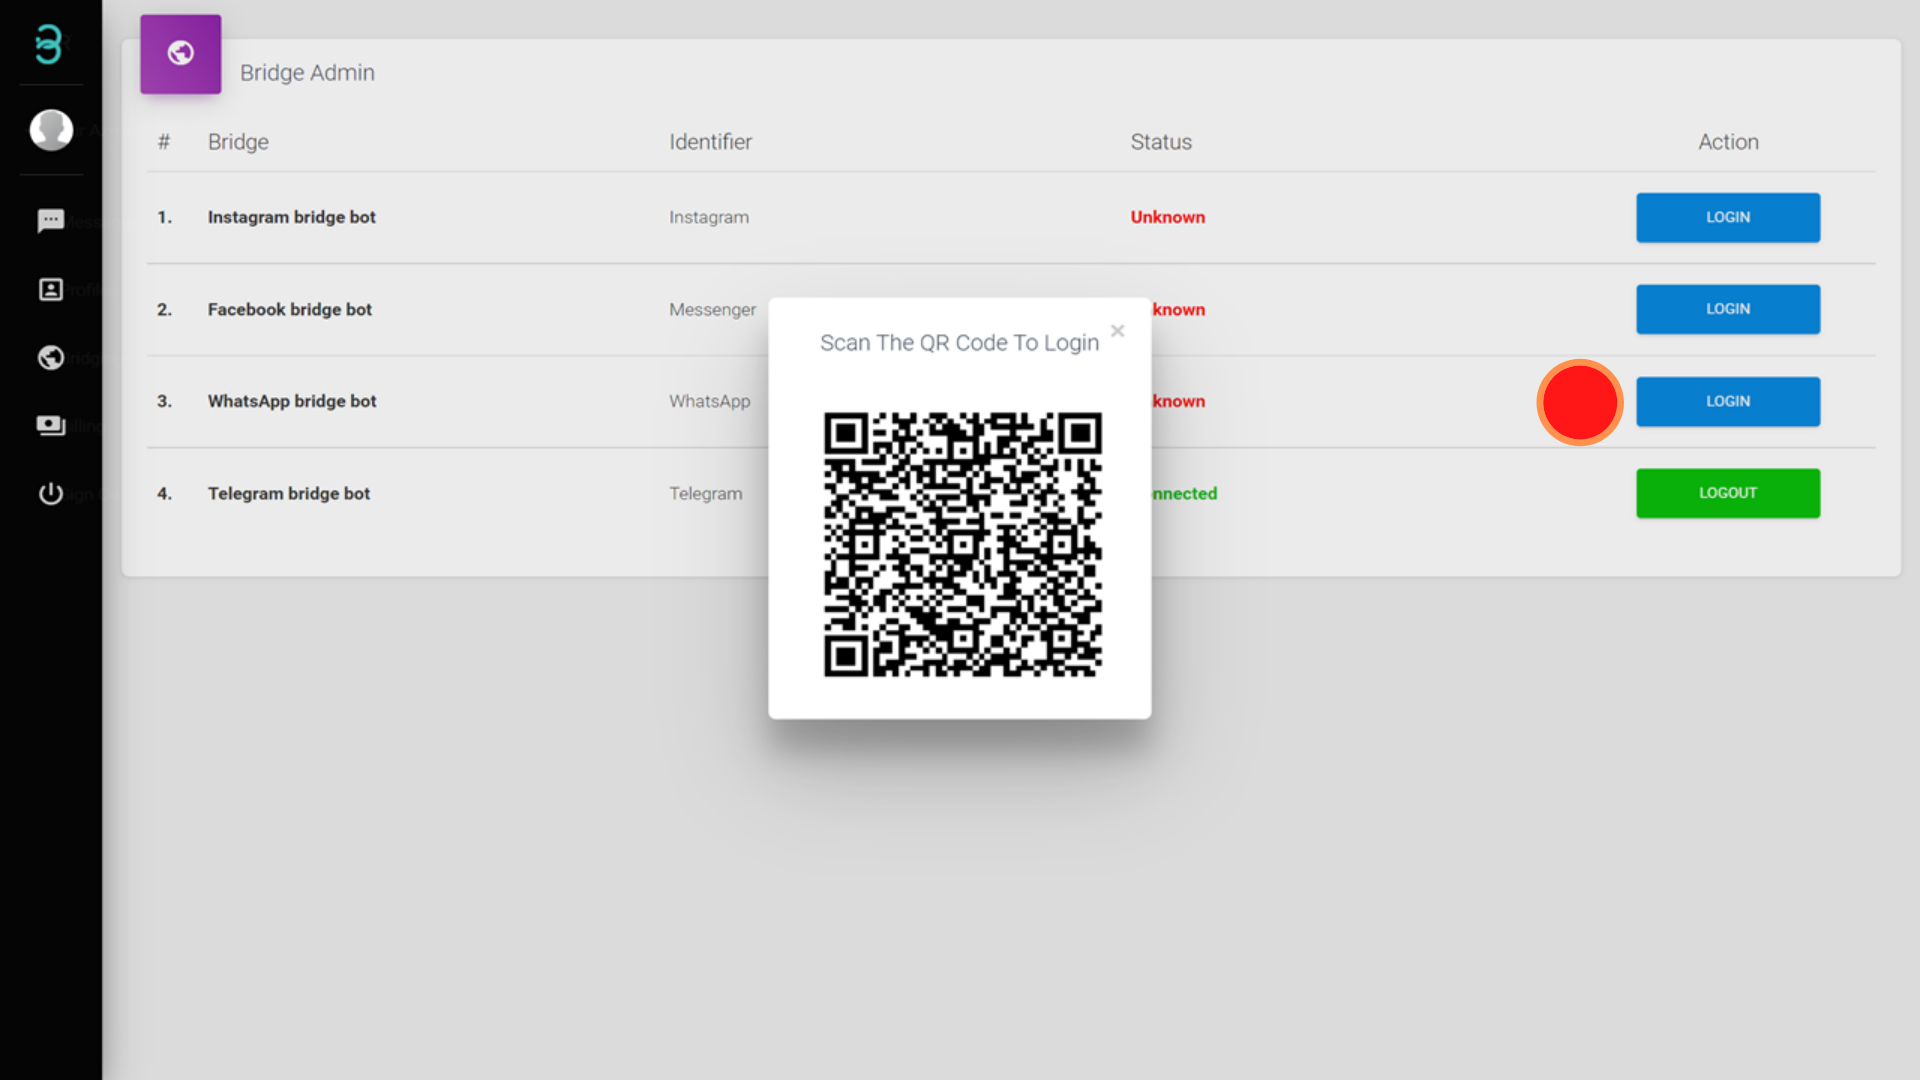 Bridge Admin
# Bridge Identifier Status Action
1. Instagram bridge bot Instagram Unknown LOGIN
2. Facebook bridge bot Messenger known LOGIN
Scan The QR Code To Login ×
3. WhatsApp bridge bot WhatsApp known LOGIN
4. Telegram bridge bot Telegram nnected LOGOUT